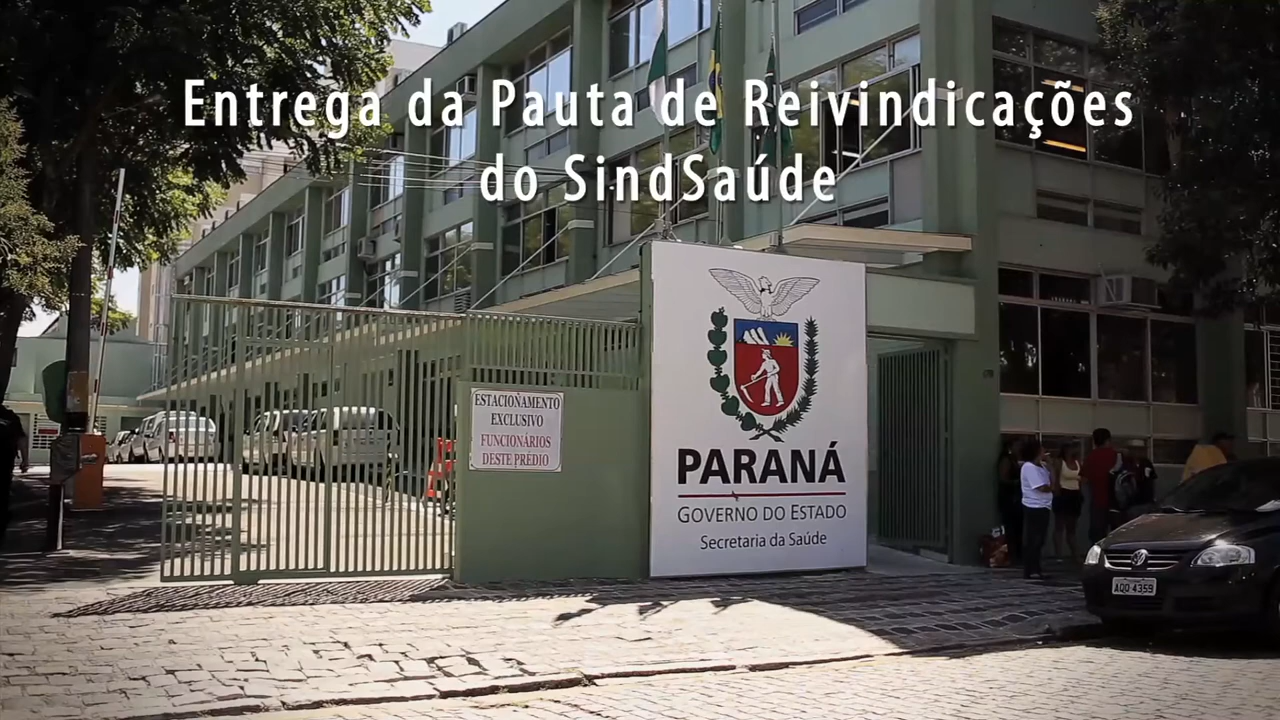 Entrega da Pauta de Reivindicações
do SindSaúde
ESTACIONAMENTO
EXCLUSIVO
FUNCIONÁRIOS
DESTE PRÉDIO
PARANÁ
GOVERNO DO ESTADO
Secretaria da Saúde
AQO 4359